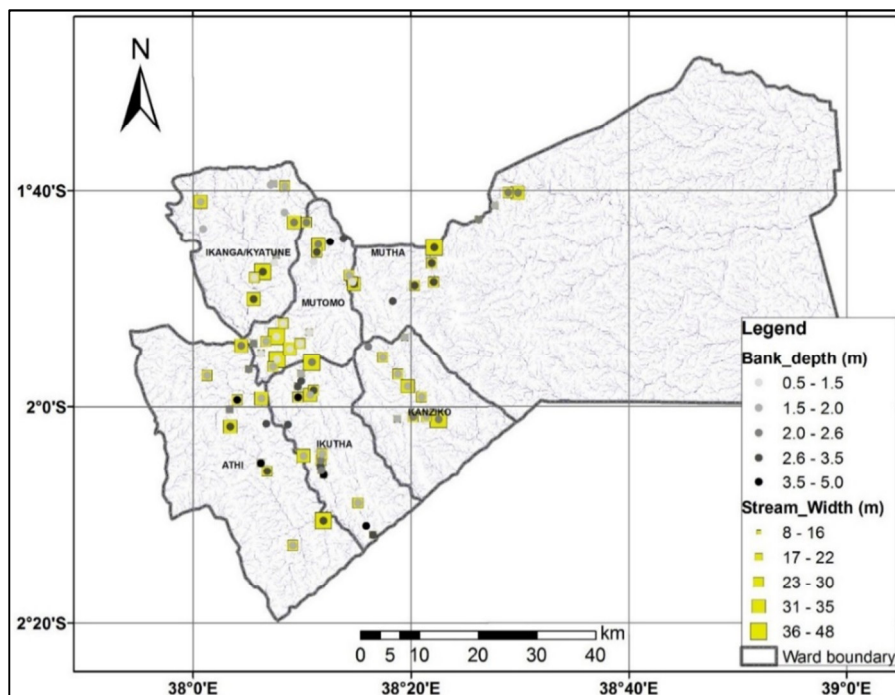 N
1°40'S
2°0'S
2°20'S
38°0'E
38°20'E
38°40'E
39°0'E
IKANGA/KYATUNE
MUTHA
MUTOMO
KANZIKO
IKUTHA
ATHI
km
0 5 10 20 30 40
Legend
Bank_depth (m)
0.5 - 1.5
1.5 - 2.0
2.0 - 2.6
2.6 - 3.5
3.5 - 5.0
Stream_Width (m)
8 - 16
17 - 22
23 - 30
31 - 35
36 - 48
Ward boundary